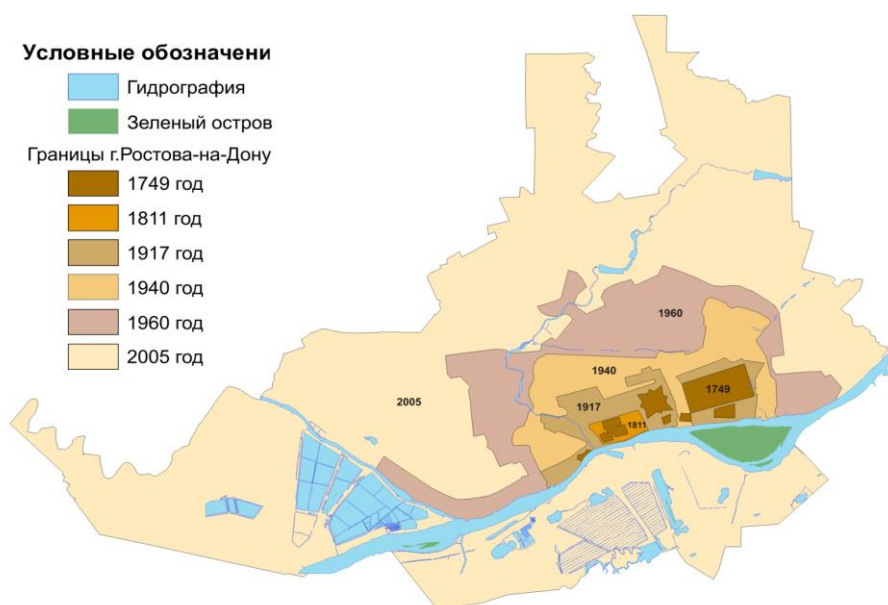 Условные обозначени
Гидрография
Зеленый остров
Границы г.Ростова-на-Дону
1749 год
1811 год
1917 год
1940 год
1960 год
2005 год
1960
1940
1749
2005
1917
1811